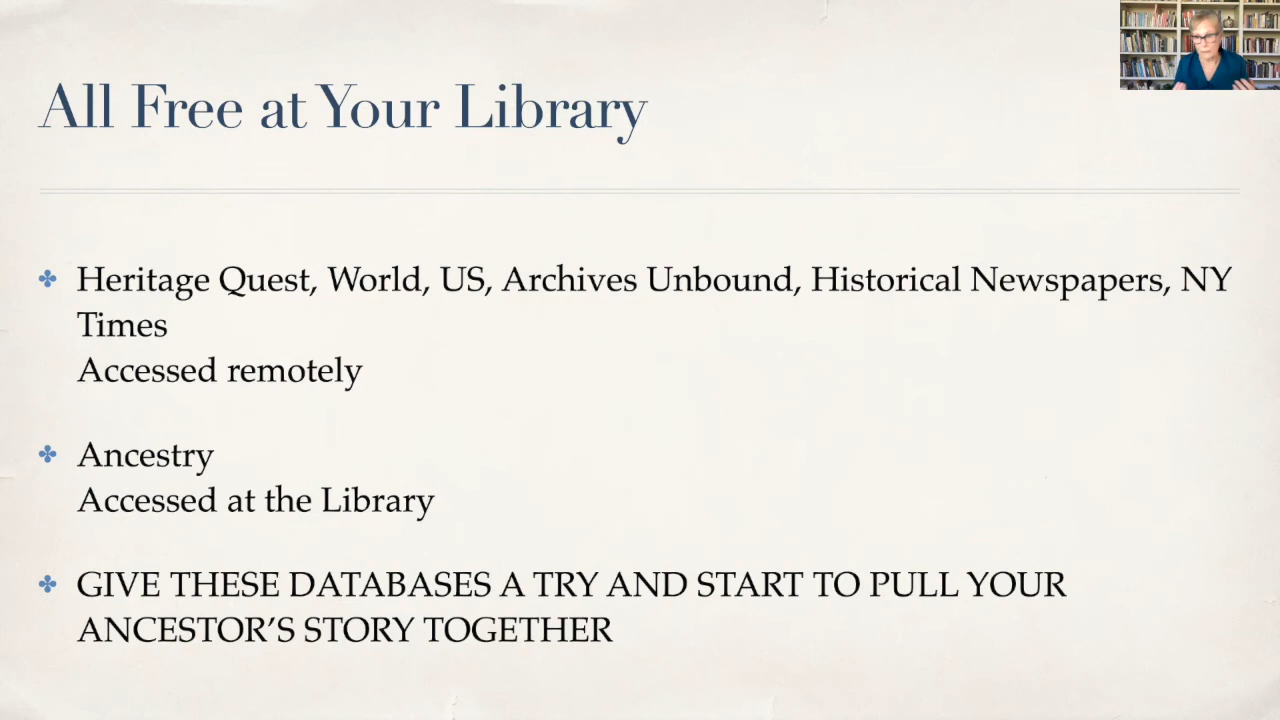 All Free at Your Library
Heritage Quest, World, US, Archives Unbound, Historical Newspapers, NY
Times
Accessed remotely
Ancestry
Accessed at the Library
GIVE THESE DATABASES A TRY AND START TO PULL YOUR
ANCESTOR’S STORY TOGETHER